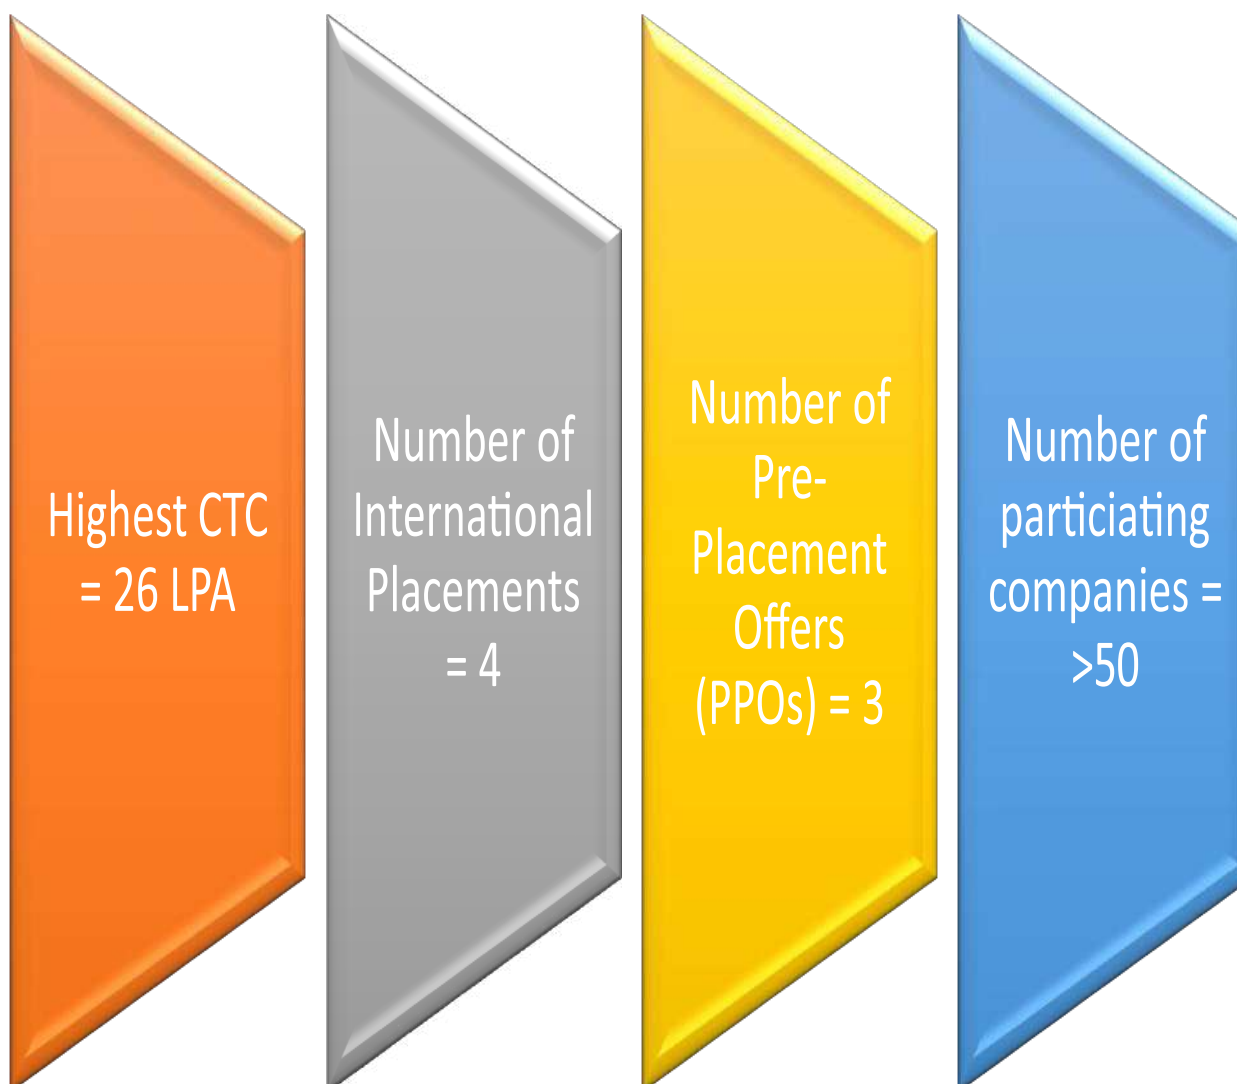 Highest CTC
= 26 LPA
Number of
International
Placements
= 4
Number of
Pre-
Placement
Offers
(PPOs) = 3
Number of
particiating
companies =
>50